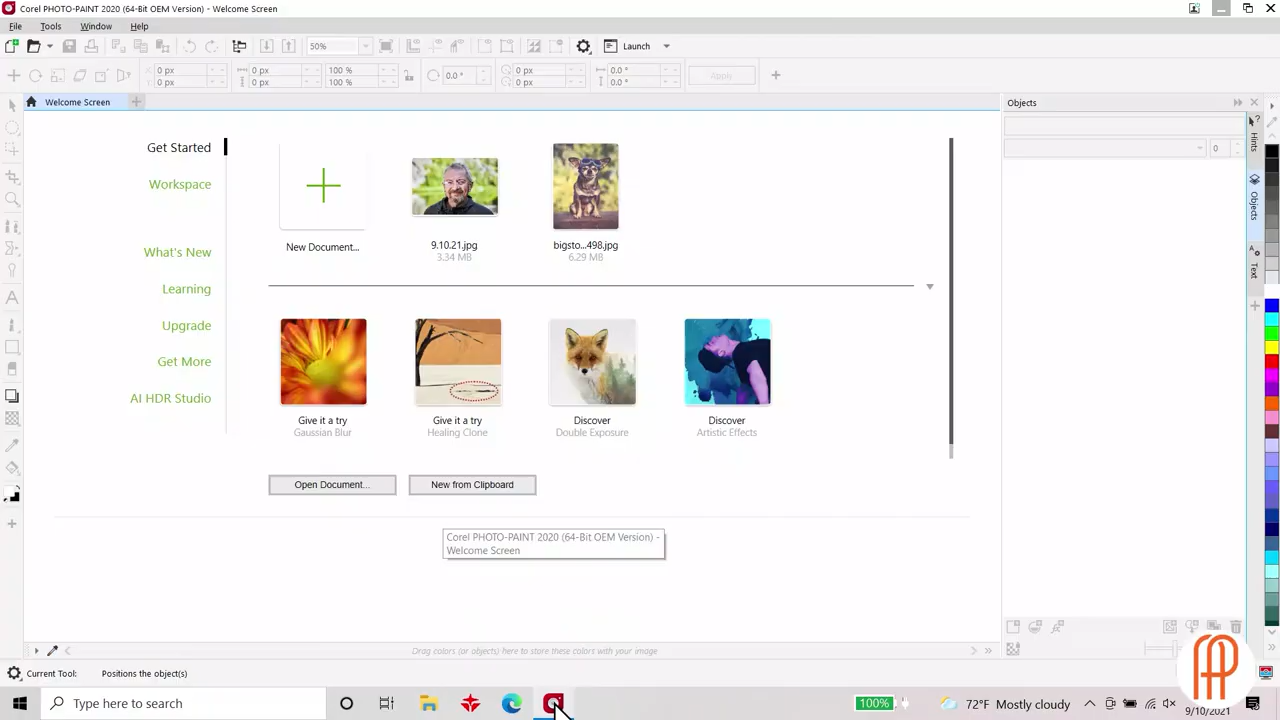 Corel PHOTO-PAINT 2020 (64-Bit OEM Version) - Welcome Screen
File Tools Window Help
50% Launch
0 px 0 px 100 % 0.0 ° 0 px 0.0 °
0 px 0 px 100 % 0 px 0.0 ° Apply
Welcome Screen
Objects
0
Get Started
Workspace
What's New
Learning
Upgrade
Get More
AI HDR Studio
New Document...
9.10.21.jpg
3.34 MB
bigsto...498.jpg
6.29 MB
Give it a try
Gaussian Blur
Give it a try
Healing Clone
Discover
Double Exposure
Discover
Artistic Effects
Open Document...
New from Clipboard
Corel PHOTO-PAINT 2020 (64-Bit OEM Version) -
Welcome Screen
Hints
Objects
Text
Drag colors (or objects) here to store these colors with your image
Current Tool: Positions the object(s)
Type here to search
100%
72°F Mostly cloudy
9/10/2021